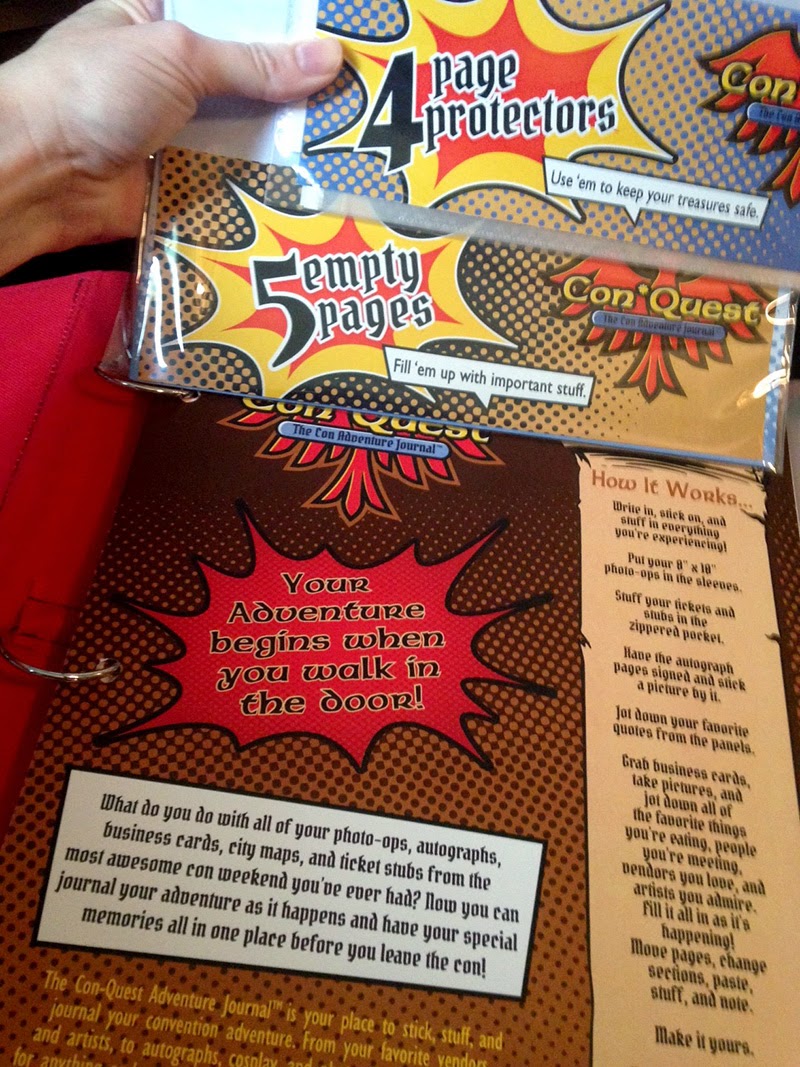 4 page
protectors
Con
The Con
Use 'em to keep your treasures safe.
5 empty
pages
Con*Quest
The Con Adventure Journal
Fill 'em up with important stuff.
Con Quest
The Con Adventure Journal™
Your
Adventure
begins when
you walk in
the door!
What do you do with all of your photo-ops, autographs,
business cards, city maps, and ticket stubs from the
most awesome con weekend you've ever had? Now you can
journal your adventure as it happens and have your special
memories all in one place before you leave the con!
The Con-Quest Adventure Journal™ is your place to stick, stuff, and
journal your convention adventure. From your favorite vendors
and artists, to autographs, cosplay, and
for anything
How It Works...
Write in, stick on, and
stuff in everything
you're experiencing!
Put your 8" x 10"
photo-ops in the sleeves.
Stuff your tickets and
stubs in the
zippered pocket.
Have the autograph
pages signed and stick
a picture by it.
Jot down your favorite
quotes from the panels.
Grab business cards,
take pictures, and
jot down all of
the favorite things
you're eating, people
you're meeting,
vendors you love, and
artists you admire.
Fill it all in as it's
happening!
Move pages, change
sections, paste,
stuff, and note.
Make it yours.